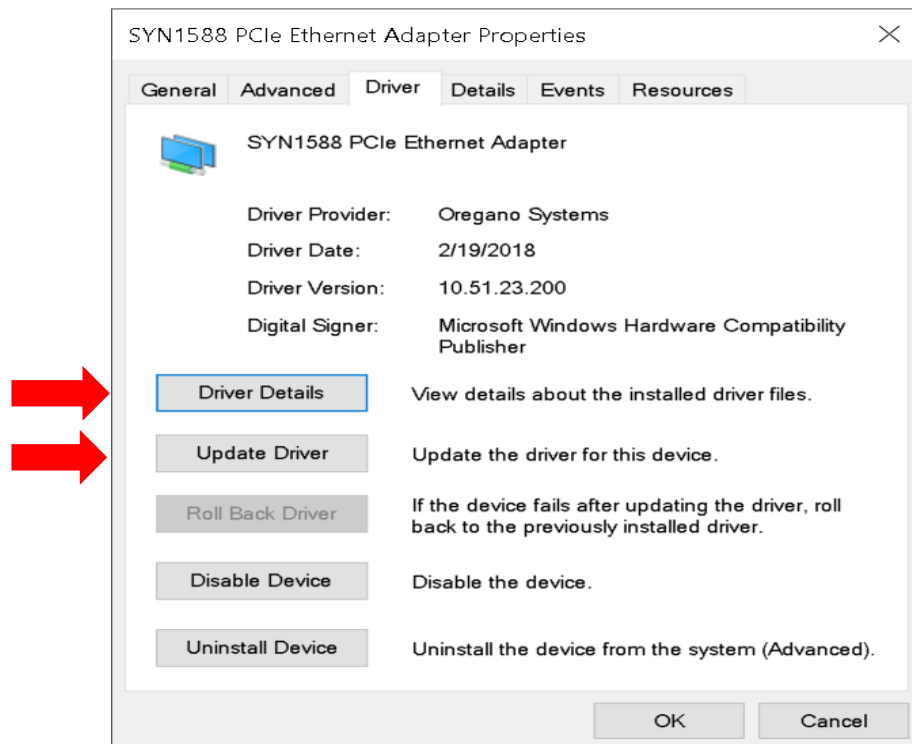 SYN1588 PCIe Ethernet Adapter Properties
General Advanced Driver Details Events Resources
SYN1588 PCIe Ethernet Adapter
Driver Provider: Oregano Systems
Driver Date: 2/19/2018
Driver Version: 10.51.23.200
Digital Signer: Microsoft Windows Hardware Compatibility
Publisher
Driver Details View details about the installed driver files.
Update Driver Update the driver for this device.
Roll Back Driver If the device fails after updating the driver, roll
back to the previously installed driver.
Disable Device Disable the device.
Uninstall Device Uninstall the device from the system (Advanced).
OK Cancel